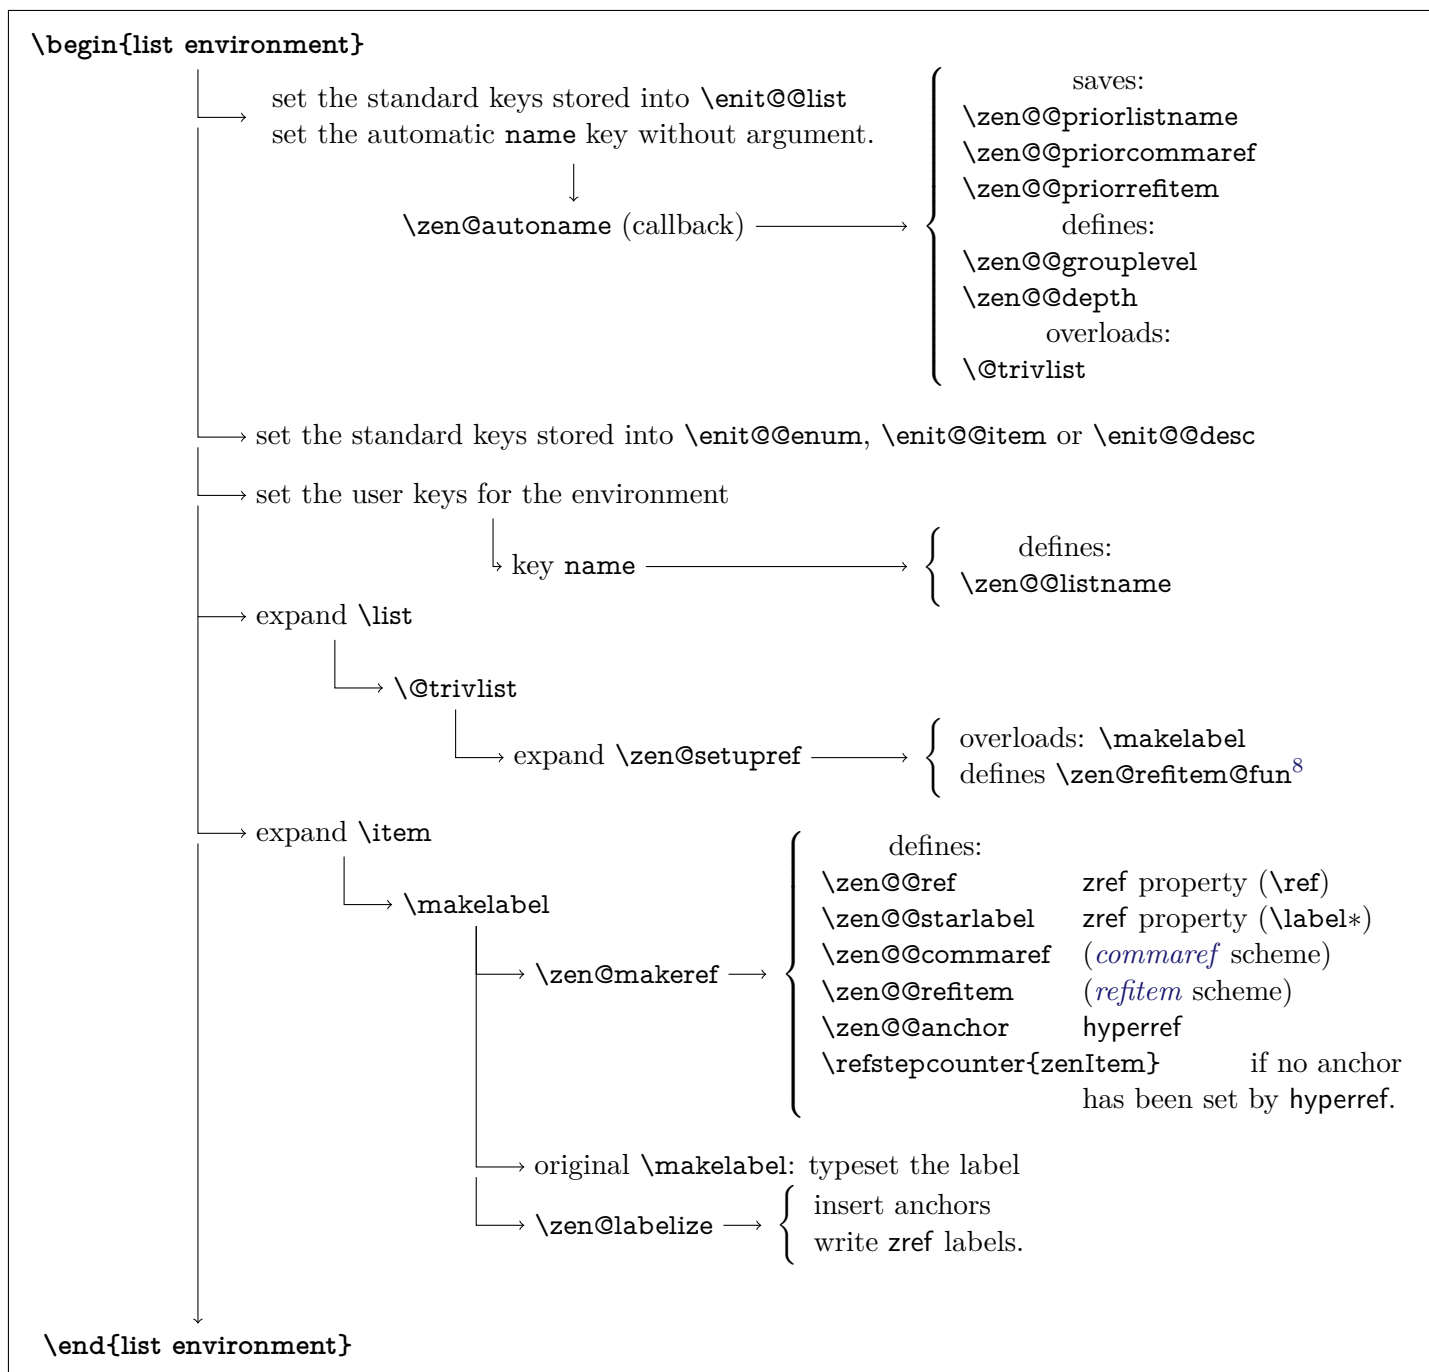 \begin{list environment}
set the standard keys stored into \enit@@list
set the automatic name key without argument.
\zen@autoname (callback)
saves:
\zen@@priorlistname
\zen@@priorcommaref
\zen@@priorrefitem
defines:
\zen@@grouplevel
\zen@@depth
overloads:
\@trivlist
set the standard keys stored into \enit@@enum, \enit@@item or \enit@@desc
set the user keys for the environment
key name
defines:
\zen@@listname
expand \list
\@trivlist
expand \zen@setupref
overloads: \makelabel
defines \zen@refitem@fun8
expand \item
\makelabel
\zen@makeref
defines:
\zen@@ref zref property (\ref)
\zen@@starlabel zref property (\label*)
\zen@@commaref (commaref scheme)
\zen@@refitem (refitem scheme)
\zen@@anchor hyperref
\refstepcounter{zenItem} if no anchor
has been set by hyperref.
original \makelabel: typeset the label
\zen@labelize
insert anchors
write zref labels.
\end{list environment}